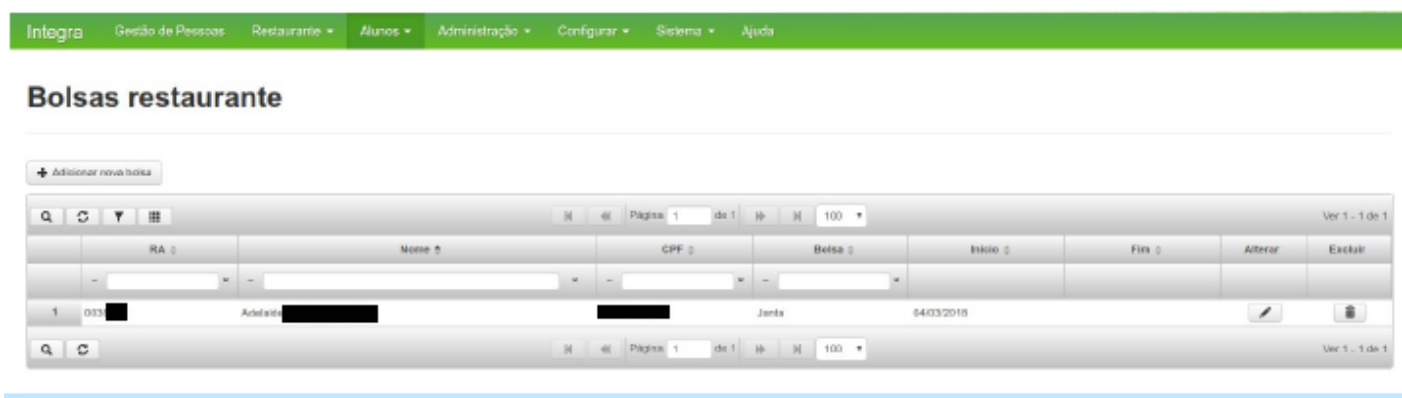 Integra Gestão de Pessoas Restaurante Alunos Administração Configurar Sistema Ajuda
Bolsas restaurante
Adicionar nova bolsa
Página 1 de 1 100 Ver 1 - 1 de 1
RA Nome CPF Bolsa Início Fim Alterar Excluir
~ ~ ~ ~
1 003 Adelaide Janta 04/03/2018
Página 1 de 1 100 Ver 1 - 1 de 1